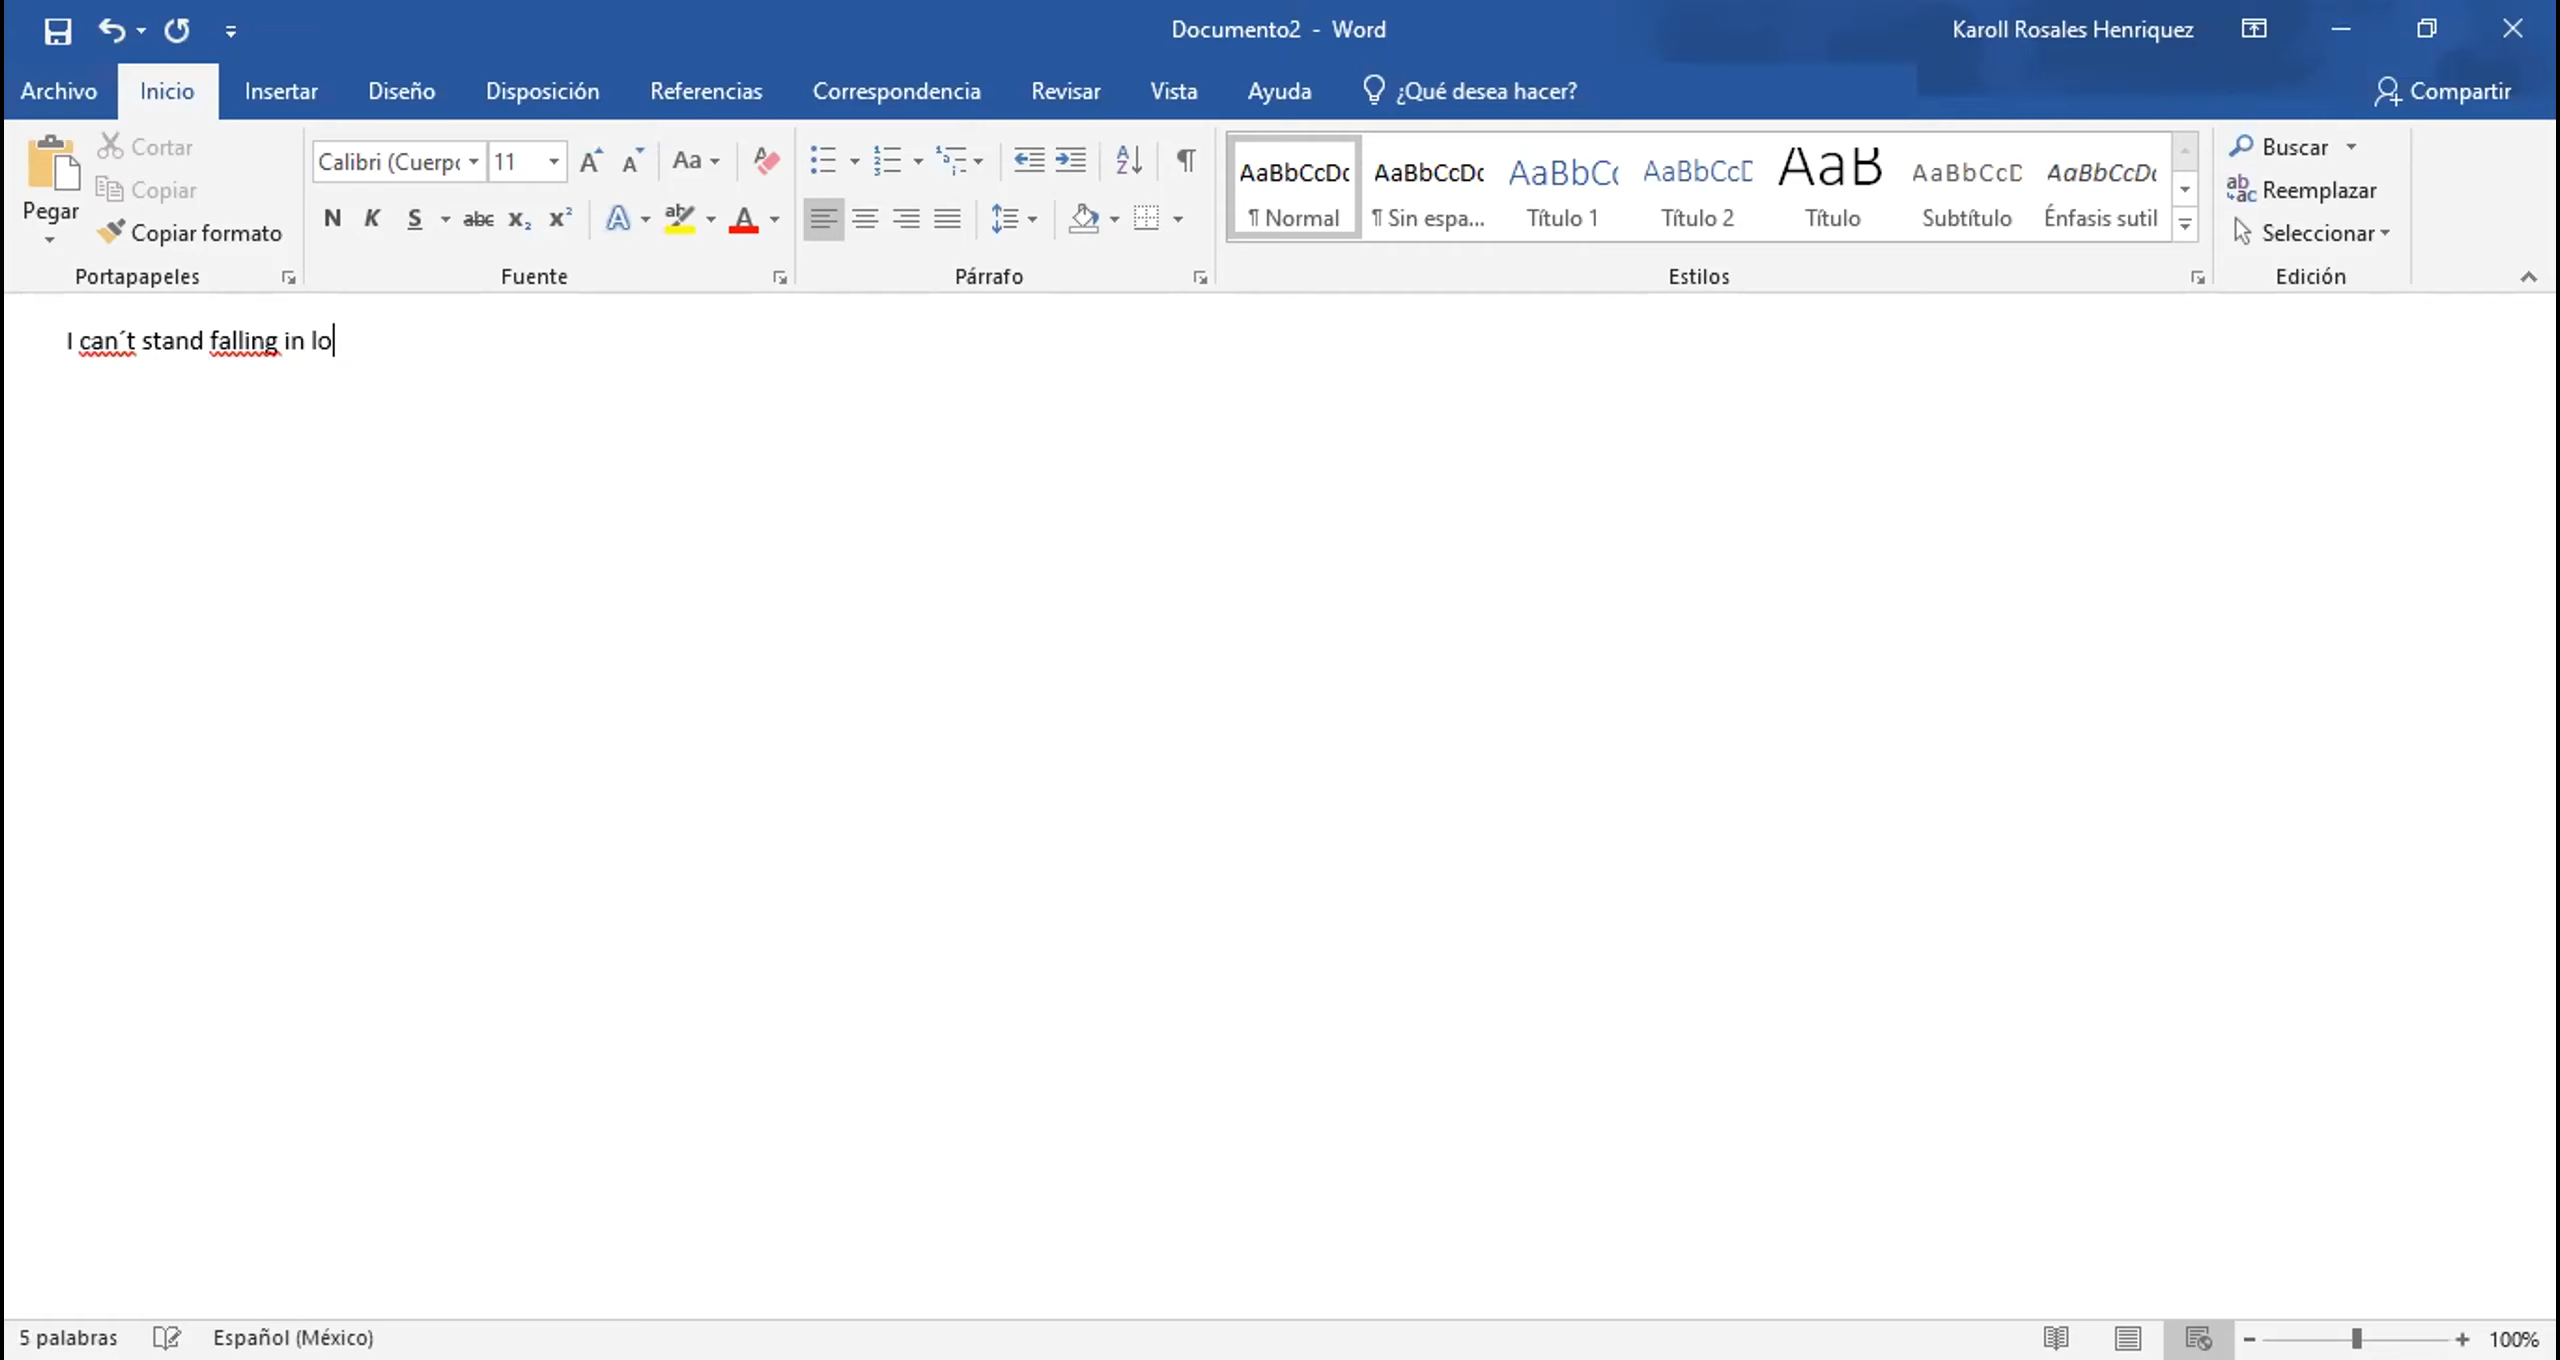 Documento2 - Word
Karoll Rosales Henriquez
Archivo Inicio Insertar Diseño Disposición Referencias Correspondencia Revisar Vista Ayuda ¿Qué desea hacer? Compartir
Pegar
Cortar
Copiar
Copiar formato
Portapapeles
Calibri (Cuerpo 11
N K S abc x₂ x²
Fuente
Párrafo
AaBbCcDc AaBbCcDc AaBbCc AaBbCcD AaB AaBbCcD AaBbCcDc
¶ Normal ¶ Sin espa... Título 1 Título 2 Título Subtítulo Énfasis sutil
Estilos
Buscar
Reemplazar
Seleccionar
Edición
I can´t stand falling in lo
5 palabras Español (México) 100%